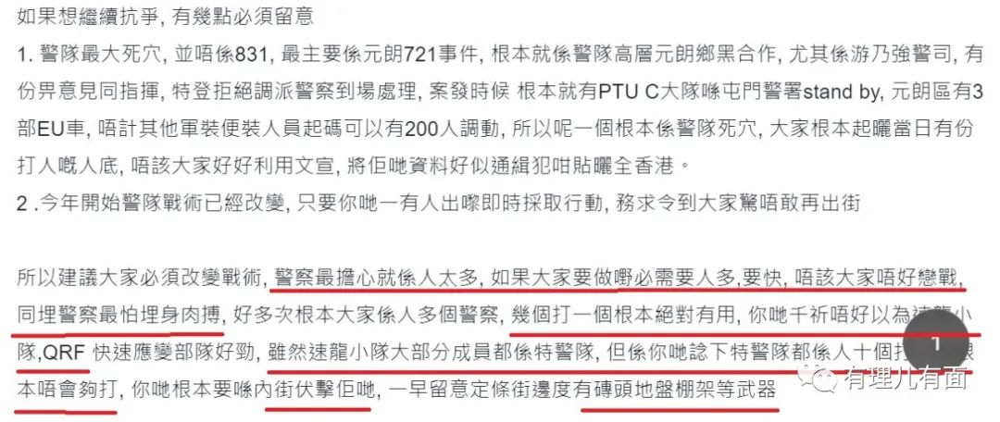 如果想繼續抗爭, 有幾點必須留意
1. 警隊最大死穴, 並唔係831, 最主要係元朗721事件, 根本就係警隊高層元朗鄉黑合作, 尤其係游乃強警司, 有
份畀意見同指揮, 特登拒絕調派警察到場處理, 案發時候 根本就有PTU C大隊喺屯門警署stand by, 元朗區有3
部EU車, 唔計其他軍裝便裝人員起碼可以有200人調動, 所以呢一個根本係警隊死穴, 大家根本起曬當日有份
打人嘅人底, 唔該大家好好利用文宣, 將佢哋資料好似通緝犯咁貼曬全香港。
2 .今年開始警隊戰術已經改變, 只要你哋一有人出嚟即時採取行動, 務求令到大家驚唔敢再出街
所以建議大家必須改變戰術, 警察最擔心就係人太多, 如果大家要做嘢必需要人多,要快, 唔該大家唔好戀戰,
同埋警察最怕埋身肉搏, 好多次根本大家係人多個警察, 幾個打一個根本絕對有用, 你哋千祈唔好以為速龍小
隊,QRF 快速應變部隊好勁, 雖然速龍小隊大部分成員都係特警隊, 但係你哋諗下特警隊都係人十個打
本唔會夠打, 你哋根本要喺內街伏擊佢哋, 一早留意定條街邊度有磚頭地盤棚架等武器
1
有理儿有面